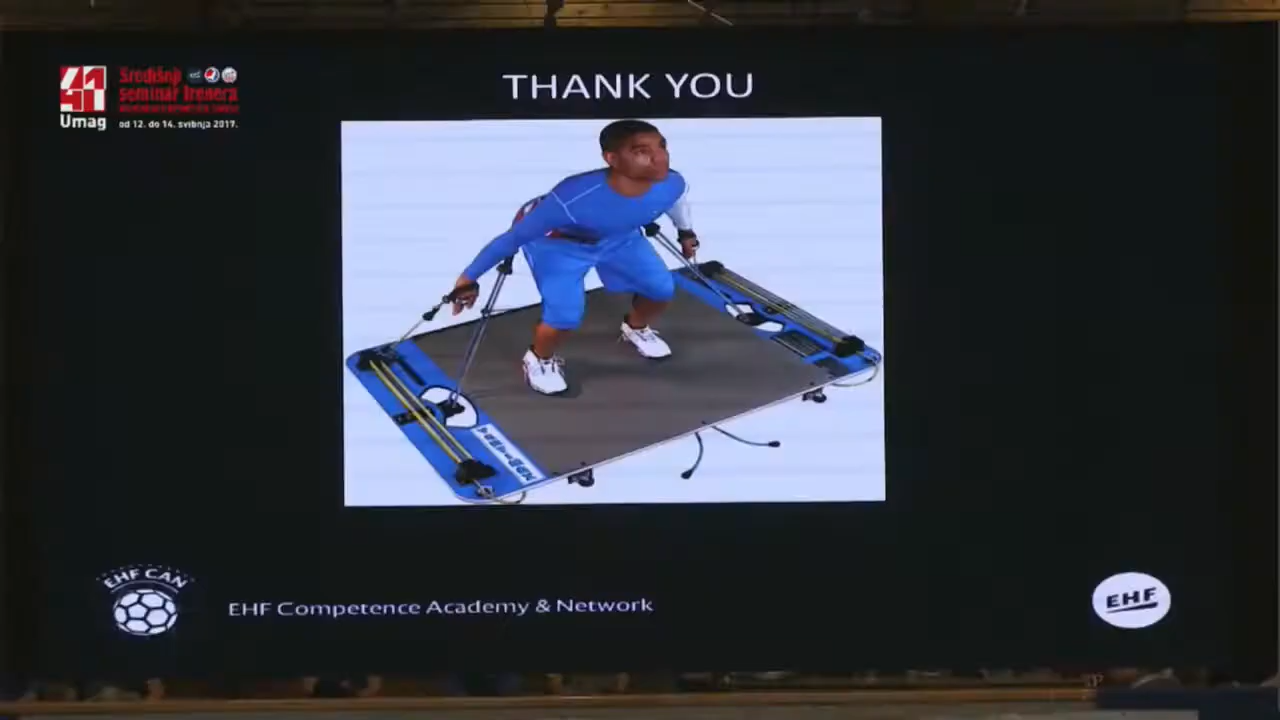 THANK YOU
41
Središnji
seminar trenera
Umag
od 12. do 14. svibnja 2017.
EHF CAN
EHF Competence Academy & Network
EHF